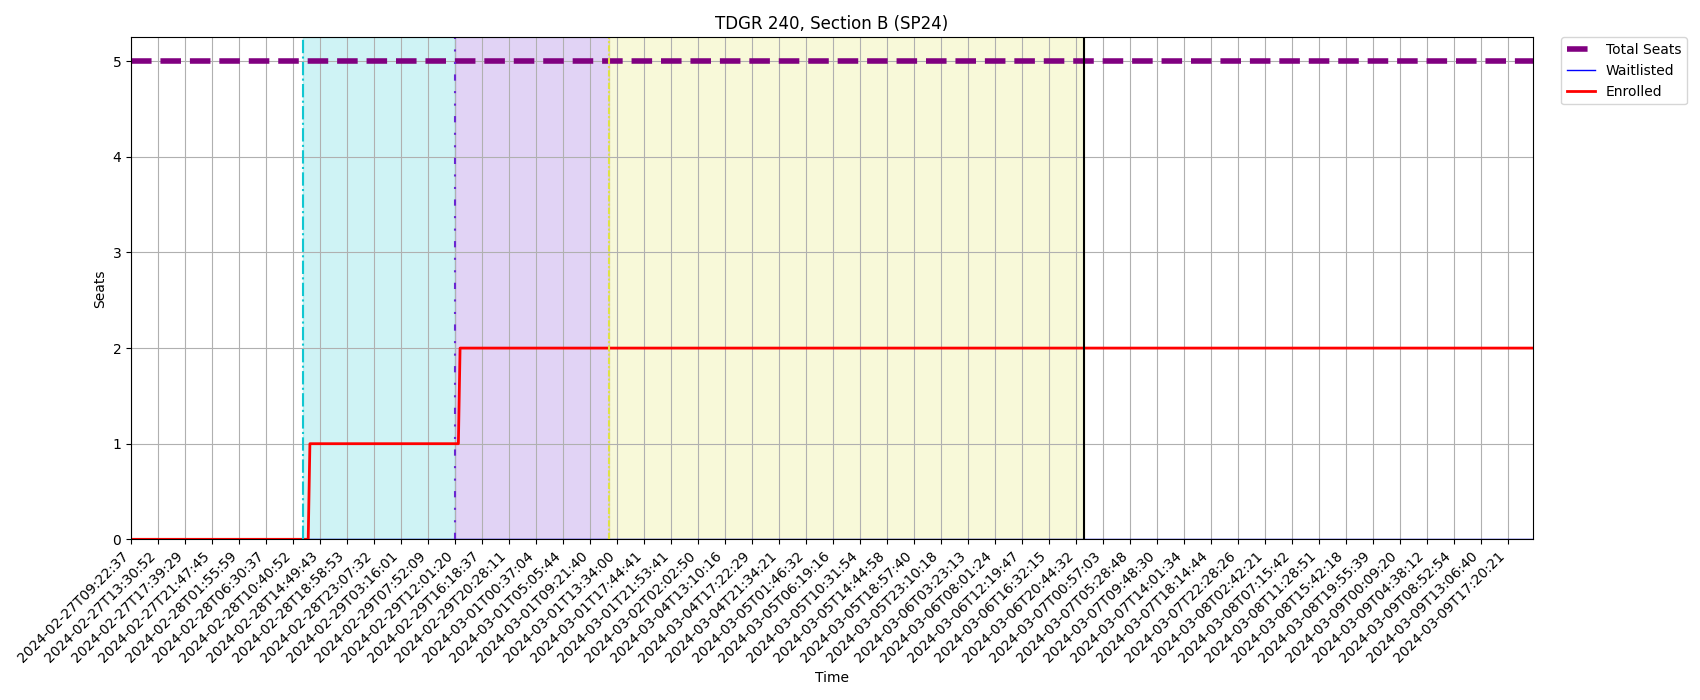 TDGR 240, Section B (SP24)
Total Seats
Waitlisted
Enrolled
Seats
5
4
3
2
1
0
2024-02-27T09:22:37
2024-02-27T13:30:52
2024-02-27T17:39:29
2024-02-27T21:47:45
2024-02-28T01:55:59
2024-02-28T06:30:37
2024-02-28T10:40:52
2024-02-28T14:49:43
2024-02-28T18:58:53
2024-02-28T23:07:32
2024-02-29T03:16:01
2024-02-29T07:52:09
2024-02-29T12:01:20
2024-02-29T16:18:37
2024-02-29T20:28:11
2024-03-01T00:37:04
2024-03-01T05:05:44
2024-03-01T09:21:40
2024-03-01T13:34:00
2024-03-01T17:44:41
2024-03-01T21:53:41
2024-03-02T02:02:50
2024-03-04T13:10:16
2024-03-04T17:22:29
2024-03-04T21:34:21
2024-03-05T01:46:32
2024-03-05T06:19:16
2024-03-05T10:31:54
2024-03-05T14:44:58
2024-03-05T18:57:40
2024-03-05T23:10:18
2024-03-06T03:23:13
2024-03-06T08:01:24
2024-03-06T12:19:47
2024-03-06T16:32:15
2024-03-06T20:44:32
2024-03-07T00:57:03
2024-03-07T05:28:48
2024-03-07T09:48:30
2024-03-07T14:01:34
2024-03-07T18:14:44
2024-03-07T22:28:26
2024-03-08T02:42:21
2024-03-08T07:15:42
2024-03-08T11:28:51
2024-03-08T15:42:18
2024-03-08T19:55:39
2024-03-09T00:09:20
2024-03-09T04:38:12
2024-03-09T08:52:54
2024-03-09T13:06:40
2024-03-09T17:20:21
Time